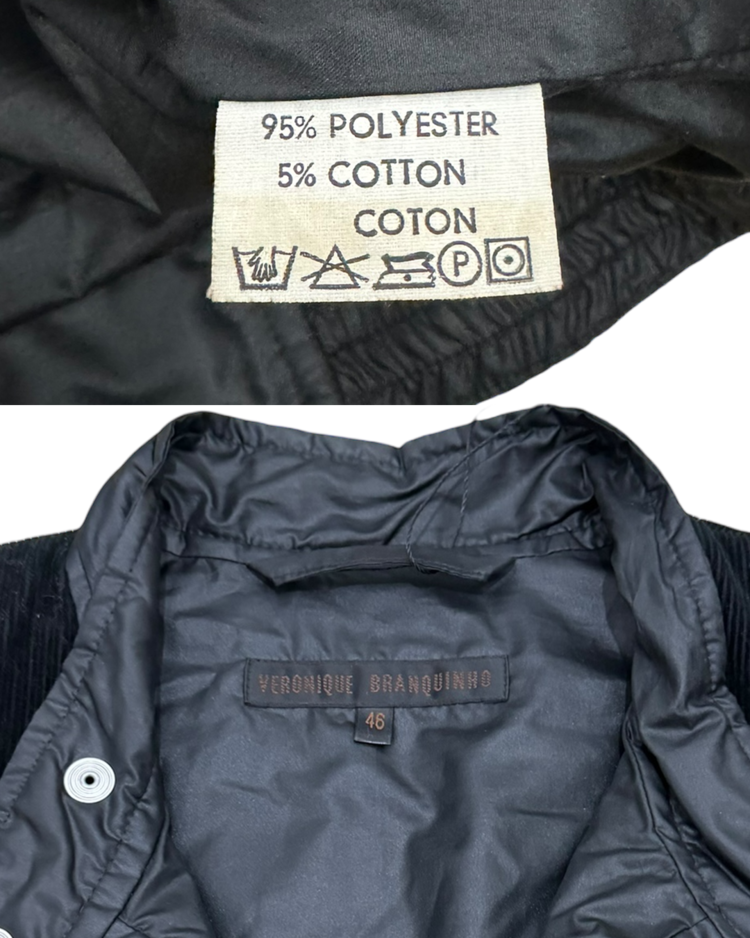 95% POLYESTER
5% COTTON
COTON
P
VERONIQUE BRANQUINHO
46